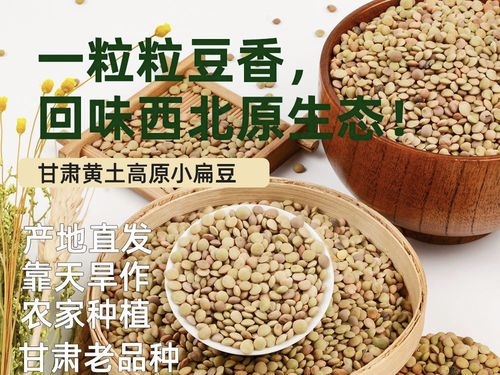 一粒粒豆香，
回味西北原生态！
甘肃黄土高原小扁豆
产地直发
靠天旱作
农家种植
甘肃老品种